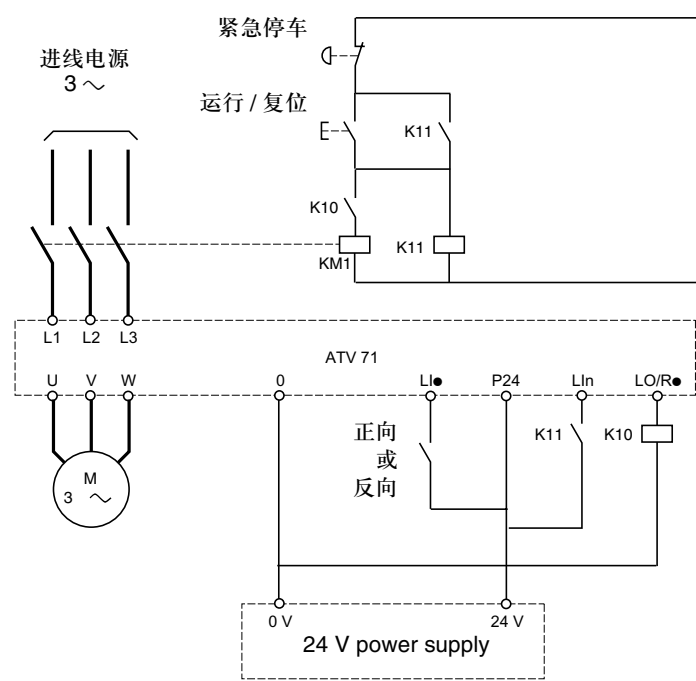 紧急停车
进线电源
3 ～
运行 / 复位
K11
K10
KM1
K11
L1 L2 L3
ATV 71
U V W 0 LI● P24 LIn LO/R●
正向
或
反向
K11
K10
M
3 ～
0 V
24 V
24 V power supply